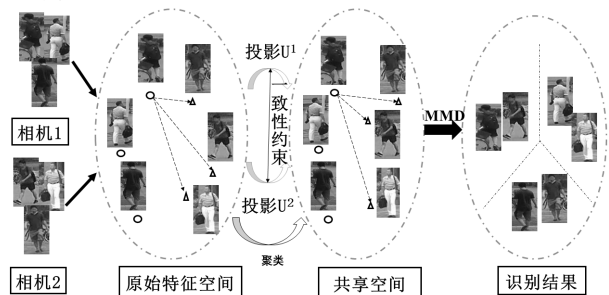 投影U¹
一致性约束
MMD
相机1
投影U²
聚类
相机2
原始特征空间
共享空间
识别结果